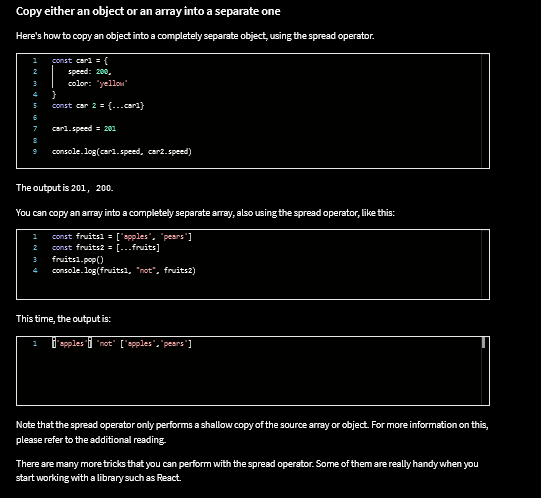 Copy either an object or an array into a separate one
Here's how to copy an object into a completely separate object, using the spread operator.
1 const car1 = {
2 speed: 200,
3 color: 'yellow'
4 }
5 const car 2 = {...car1}
6
7 car1.speed = 201
8
9 console.log(car1.speed, car2.speed)
The output is 201, 200.
You can copy an array into a completely separate array, also using the spread operator, like this:
1 const fruits1 = ['apples', 'pears']
2 const fruits2 = [...fruits]
3 fruits1.pop()
4 console.log(fruits1, "not", fruits2)
This time, the output is:
1 ['apples'] 'not' ['apples','pears']
Note that the spread operator only performs a shallow copy of the source array or object. For more information on this,
please refer to the additional reading.
There are many more tricks that you can perform with the spread operator. Some of them are really handy when you
start working with a library such as React.